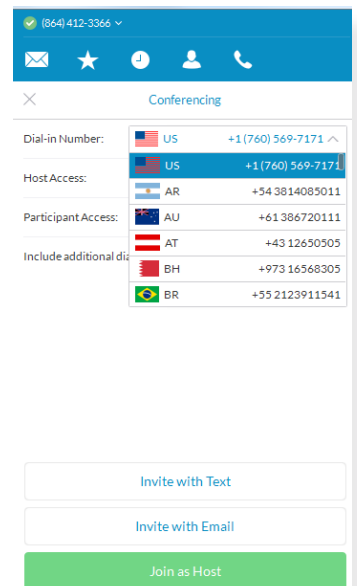 (864) 412-3366
Conferencing
Dial-in Number:
US +1 (760) 569-7171
US +1 (760) 569-7171
Host Access:
AR +54 3814085011
Participant Access:
AU +61 386720111
AT +43 12650505
Include additional dia
BH +973 16568305
BR +55 2123911541
Invite with Text
Invite with Email
Join as Host